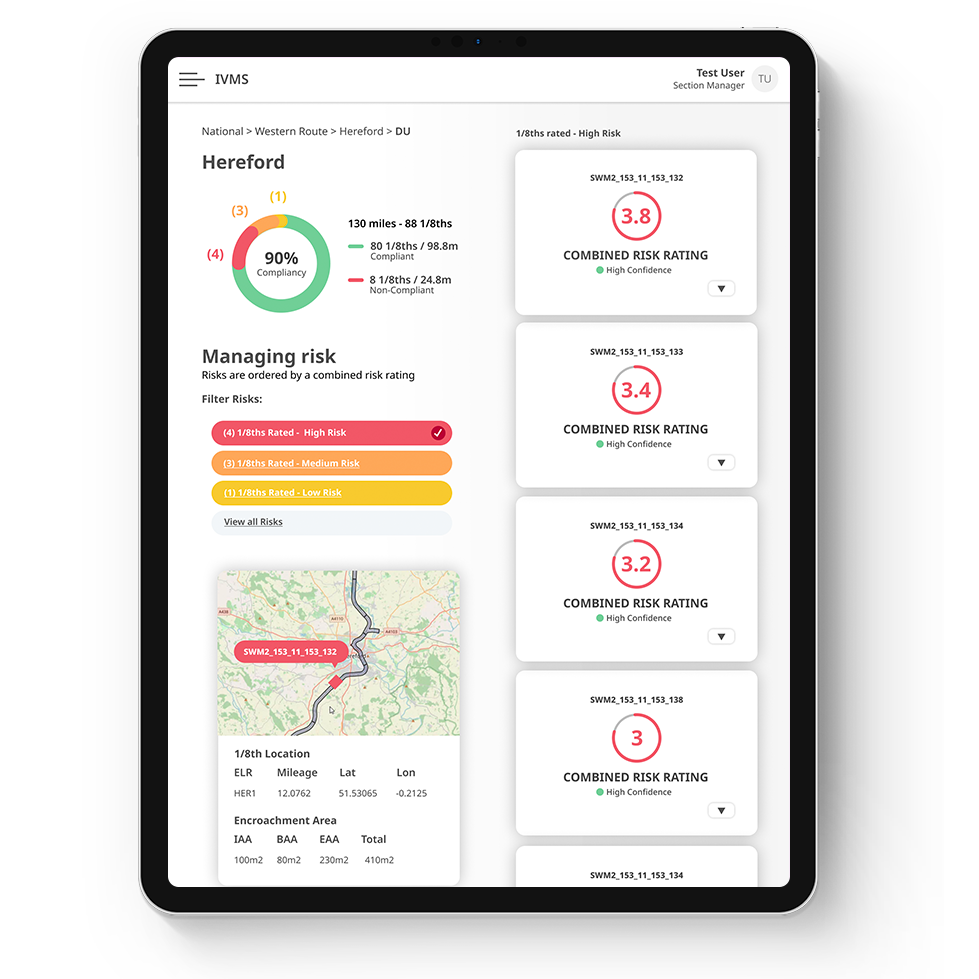 IVMS
Test User
Section Manager
TU
National > Western Route > Hereford > DU
Hereford
(1)
(3)
(4)
90%
Compliancy
130 miles - 88 1/8ths
80 1/8ths / 98.8m
Compliant
8 1/8ths / 24.8m
Non-Compliant
Managing risk
Risks are ordered by a combined risk rating
Filter Risks:
(4) 1/8ths Rated - High Risk
(3) 1/8ths Rated - Medium Risk
(1) 1/8ths Rated - Low Risk
View all Risks
A438
A4110
A4103
SWM2_153_11_153_132
1/8th Location
ELR Mileage Lat Lon
HER1 12.0762 51.53065 -0.2125
Encroachment Area
IAA BAA EAA Total
100m2 80m2 230m2 410m2
1/8ths rated - High Risk
SWM2_153_11_153_132
3.8
COMBINED RISK RATING
High Confidence
SWM2_153_11_153_133
3.4
COMBINED RISK RATING
High Confidence
SWM2_153_11_153_134
3.2
COMBINED RISK RATING
High Confidence
SWM2_153_11_153_138
3
COMBINED RISK RATING
High Confidence
SWM2_153_11_153_134